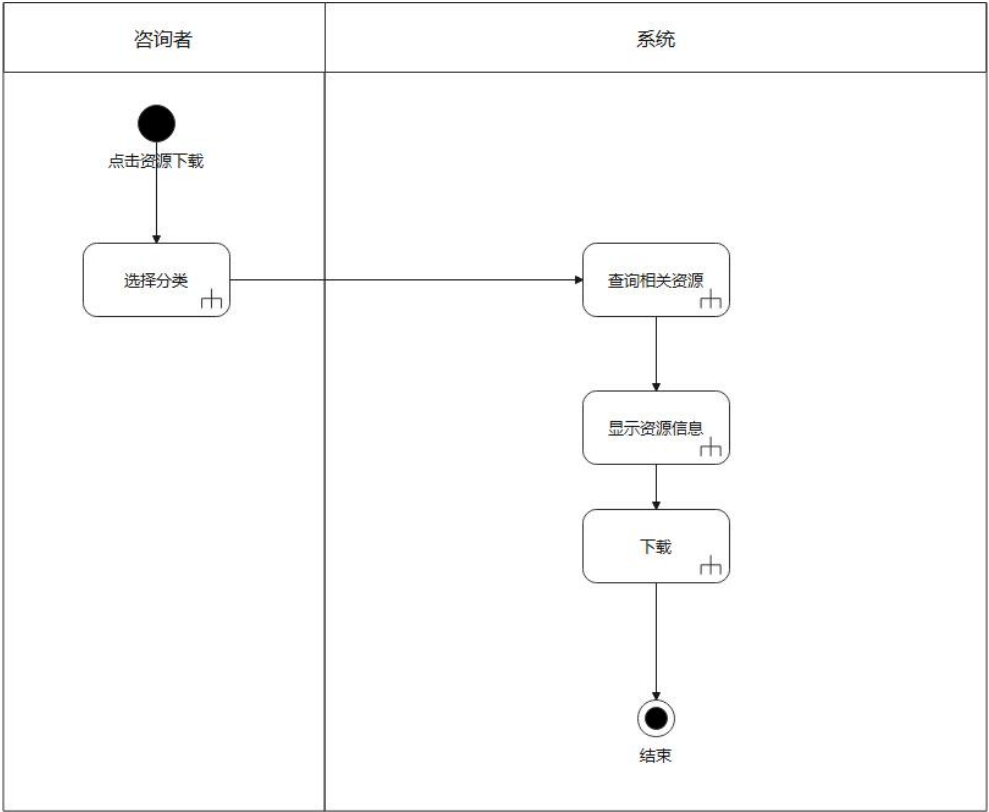 咨询者
系统
点击资源下载
选择分类
查询相关资源
显示资源信息
下载
结束